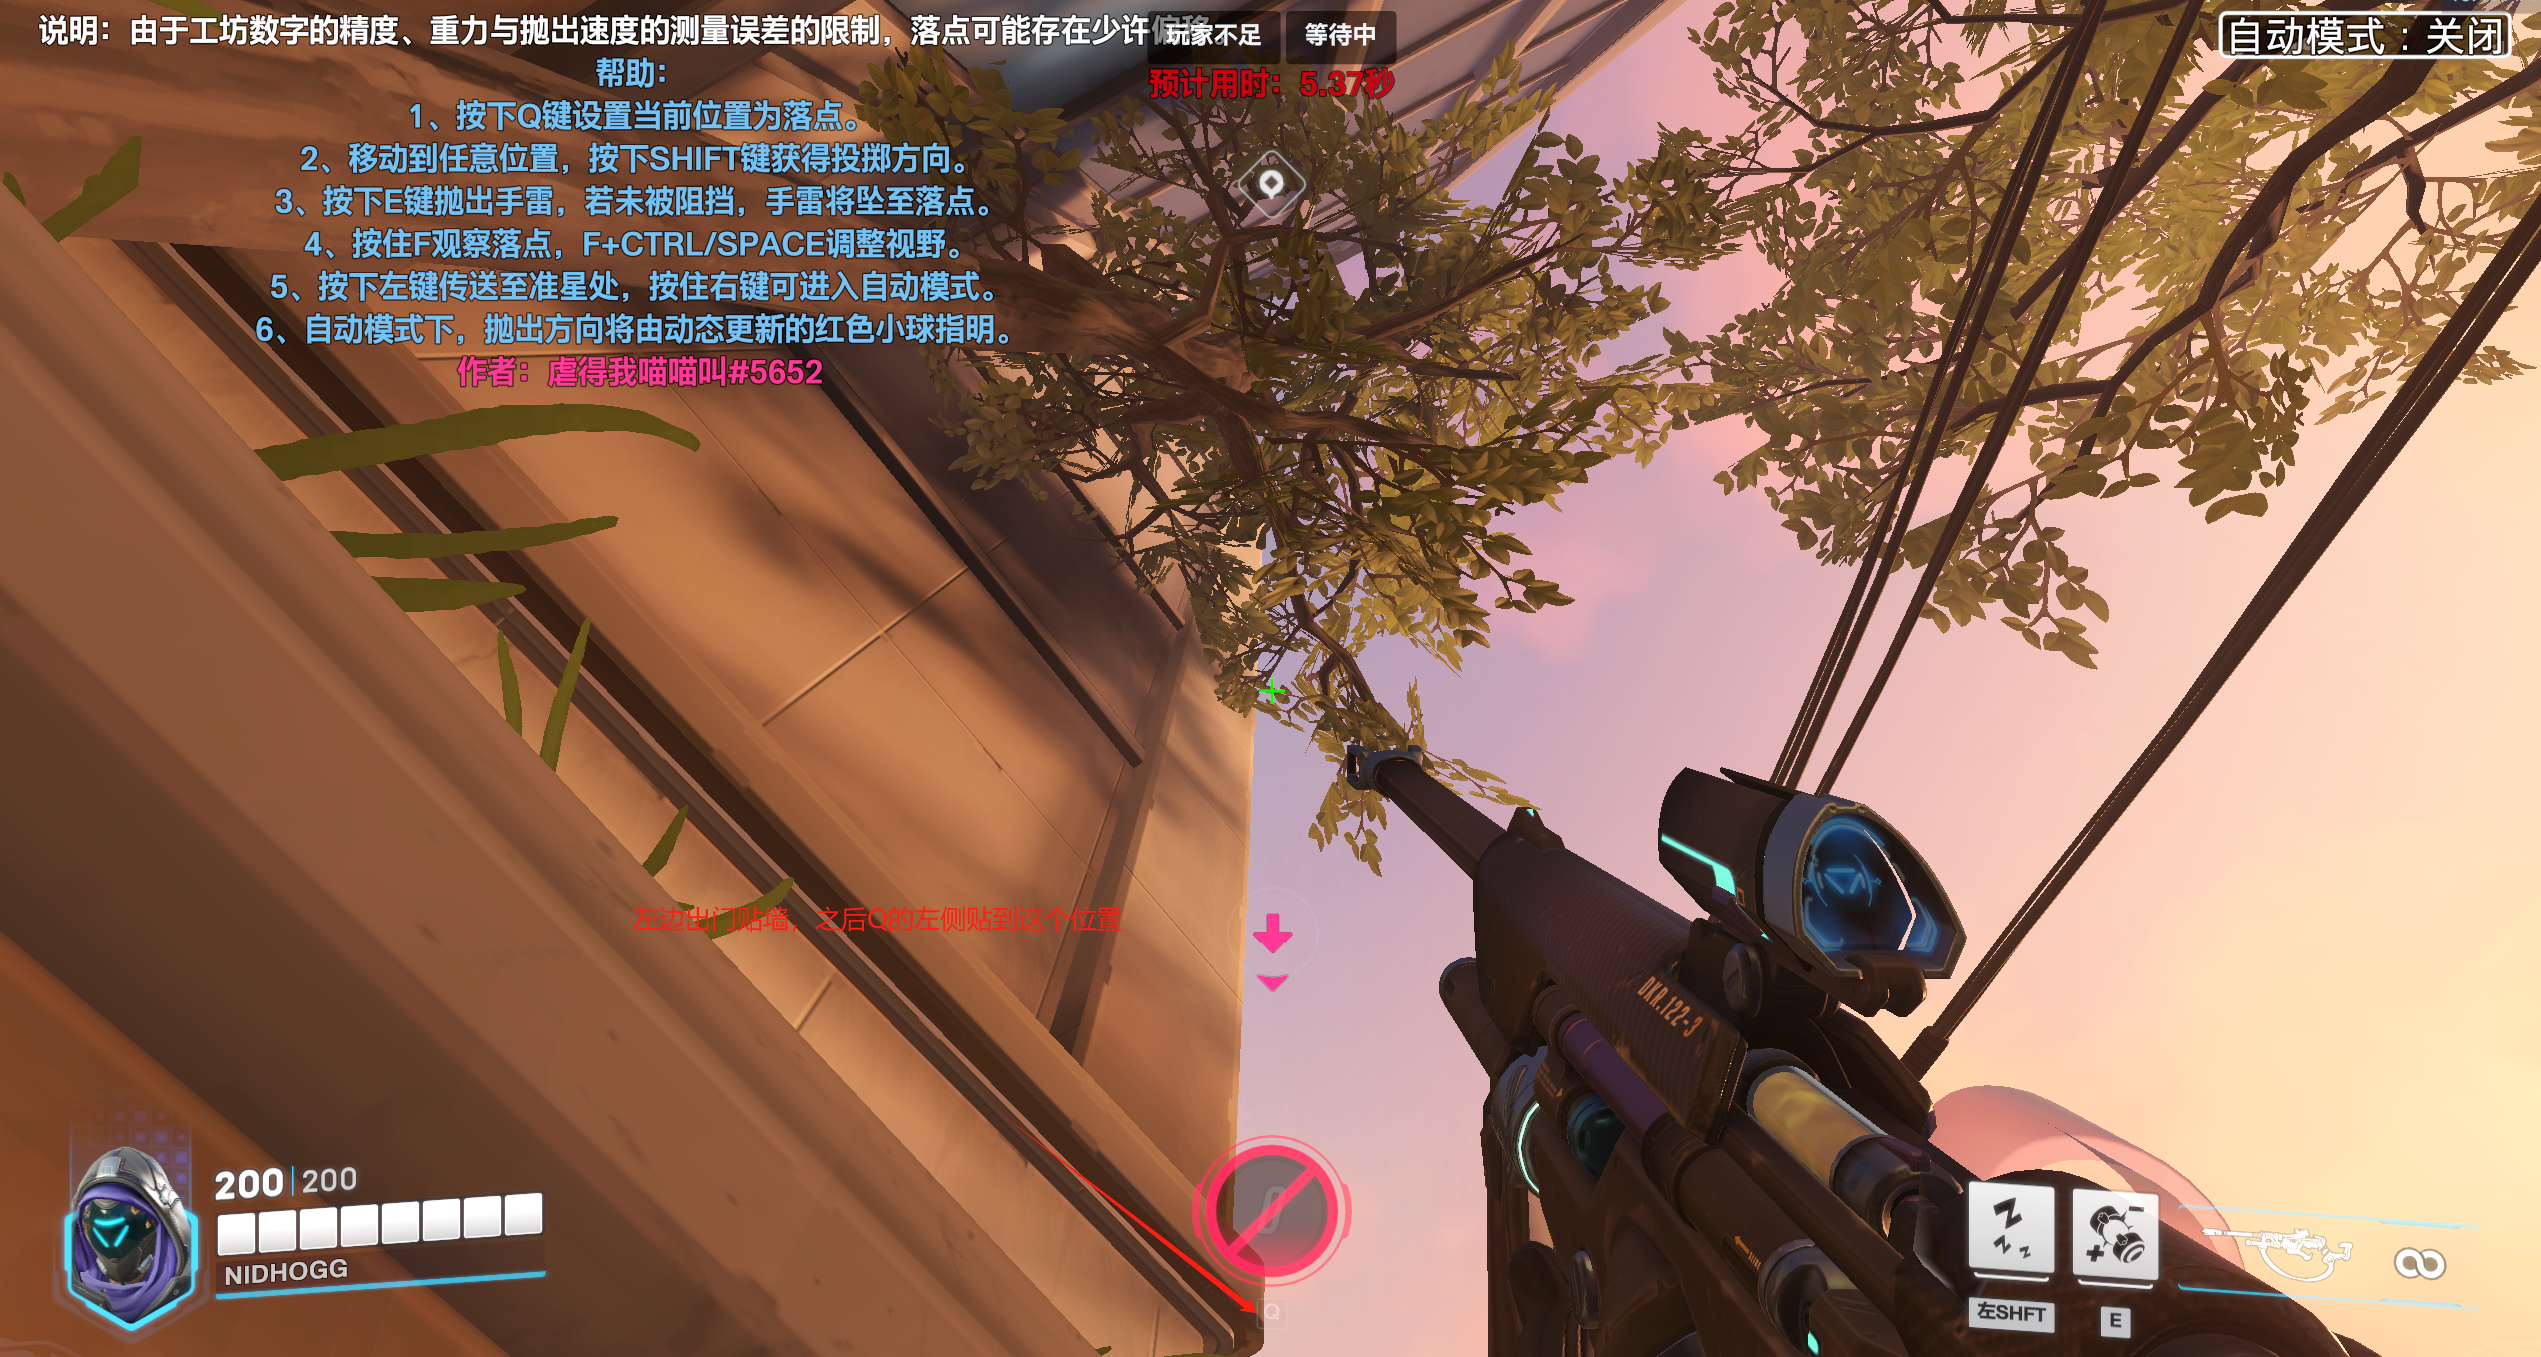 说明：由于工坊数字的精度、重力与抛出速度的测量误差的限制，落点可能存在少许偏移
玩家不足
等待中
自动模式：关闭
预计用时：5.37秒
帮助：
1、按下Q键设置当前位置为落点。
2、移动到任意位置，按下SHIFT键获得投掷方向。
3、按下E键抛出手雷，若未被阻挡，手雷将坠至落点。
4、按住F观察落点，F+CTRL/SPACE调整视野。
5、按下左键传送至准星处，按住右键可进入自动模式。
6、自动模式下，抛出方向将由动态更新的红色小球指明。
作者：虐得我喵喵叫#5652
左边出门贴墙，之后Q的左侧贴到这个位置
DKR.122-3
200 200
NIDHOGG
0
Q
左SHFT
E